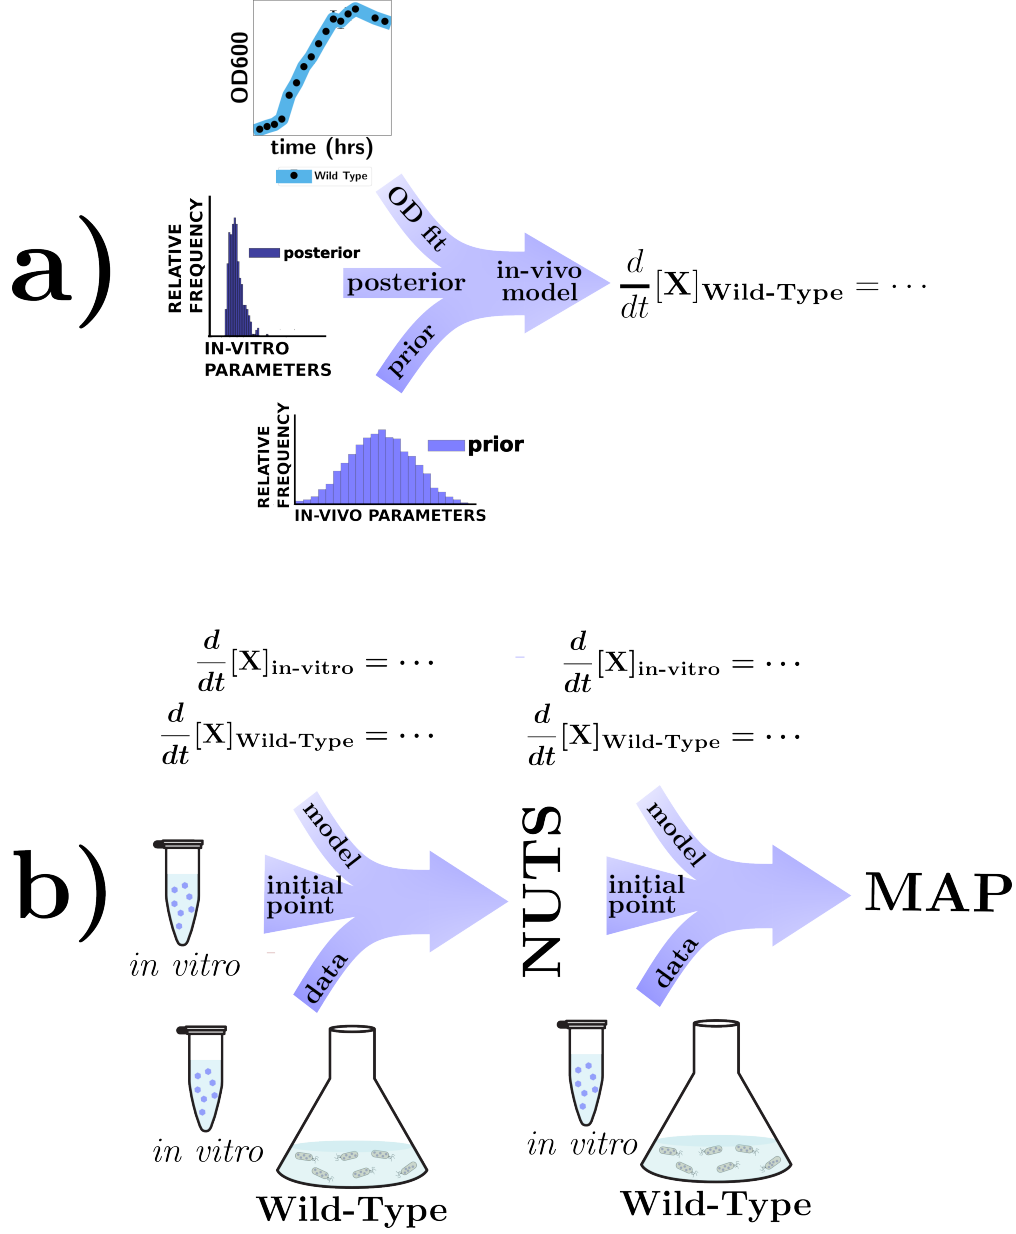 a)
OD600
time (hrs)
Wild Type
RELATIVE
FREQUENCY
posterior
IN-VITRO
PARAMETERS
OD fit
posterior
prior
in-vivo
model
d/dt [X]Wild-Type = ···
RELATIVE
FREQUENCY
prior
IN-VIVO PARAMETERS
b)
d/dt [X]in-vitro = ···
d/dt [X]Wild-Type = ···
in vitro
model
initial
point
data
in vitro
Wild-Type
NUTS
d/dt [X]in-vitro = ···
d/dt [X]Wild-Type = ···
model
initial
point
data
in vitro
Wild-Type
MAP